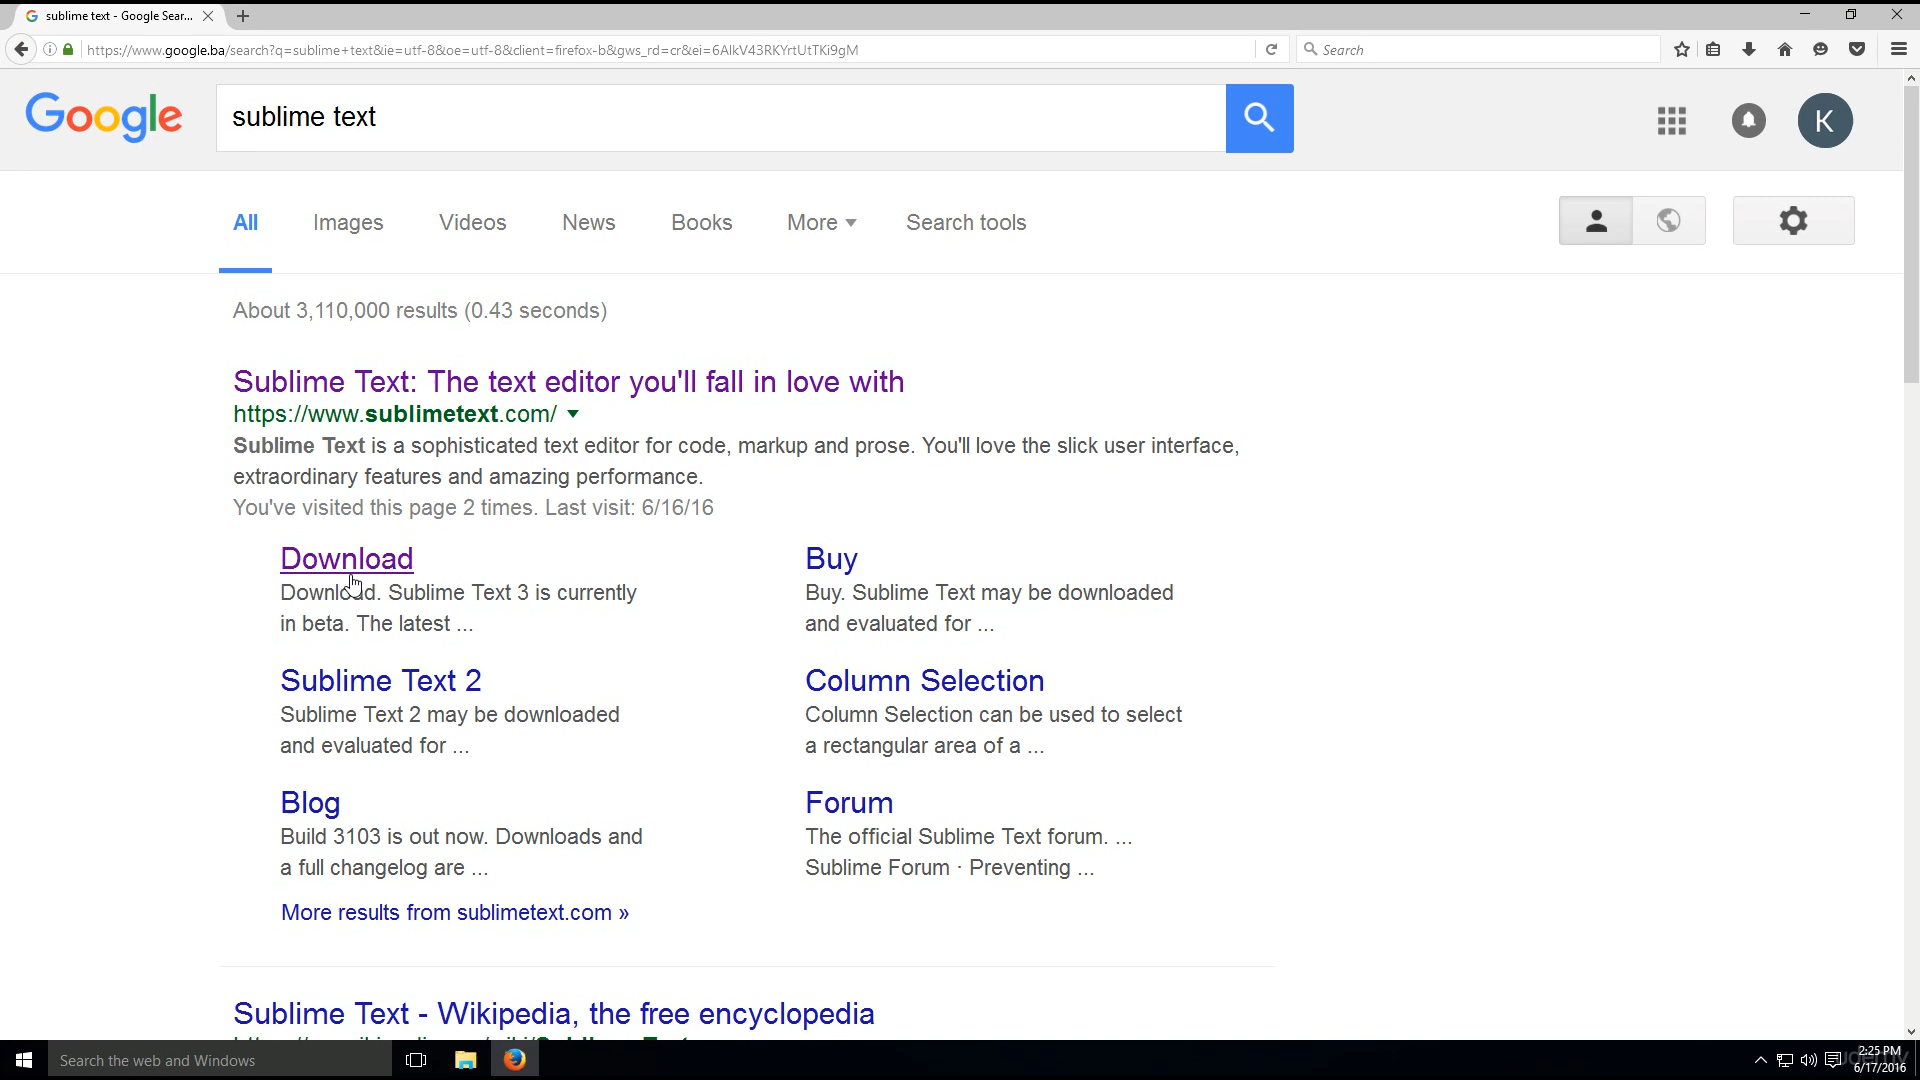 sublime text - Google Sear...
https://www.google.ba/search?q=sublime+text&ie=utf-8&oe=utf-8&client=firefox-b&gws_rd=cr&ei=6AlkV43RKYrtUtTKi9gM
Search
Google
sublime text
K
All Images Videos News Books More Search tools
About 3,110,000 results (0.43 seconds)
Sublime Text: The text editor you'll fall in love with
https://www.sublimetext.com/
Sublime Text is a sophisticated text editor for code, markup and prose. You'll love the slick user interface,
extraordinary features and amazing performance.
You've visited this page 2 times. Last visit: 6/16/16
Download
Download. Sublime Text 3 is currently
in beta. The latest ...
Buy
Buy. Sublime Text may be downloaded
and evaluated for ...
Sublime Text 2
Sublime Text 2 may be downloaded
and evaluated for ...
Column Selection
Column Selection can be used to select
a rectangular area of a ...
Blog
Build 3103 is out now. Downloads and
a full changelog are ...
Forum
The official Sublime Text forum. ...
Sublime Forum · Preventing ...
More results from sublimetext.com »
Sublime Text - Wikipedia, the free encyclopedia
Search the web and Windows
2:25 PM
6/17/2016